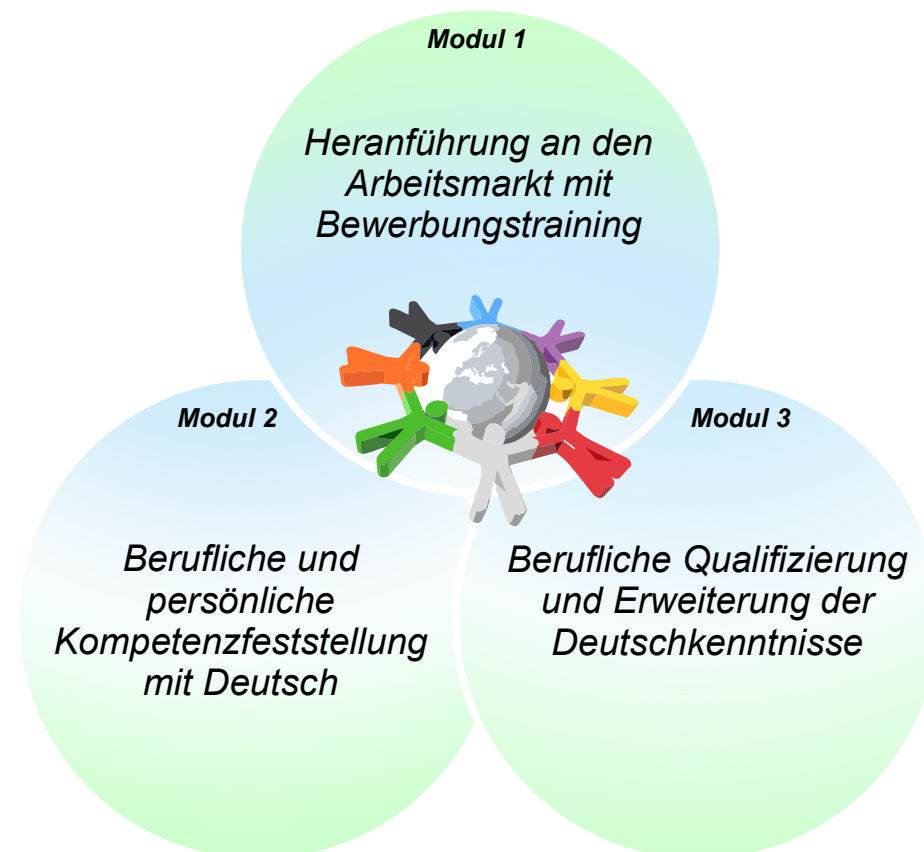 Modul 1
Heranführung an den
Arbeitsmarkt mit
Bewerbungstraining
Modul 2
Berufliche und
persönliche
Kompetenzfeststellung
mit Deutsch
Modul 3
Berufliche Qualifizierung
und Erweiterung der
Deutschkenntnisse